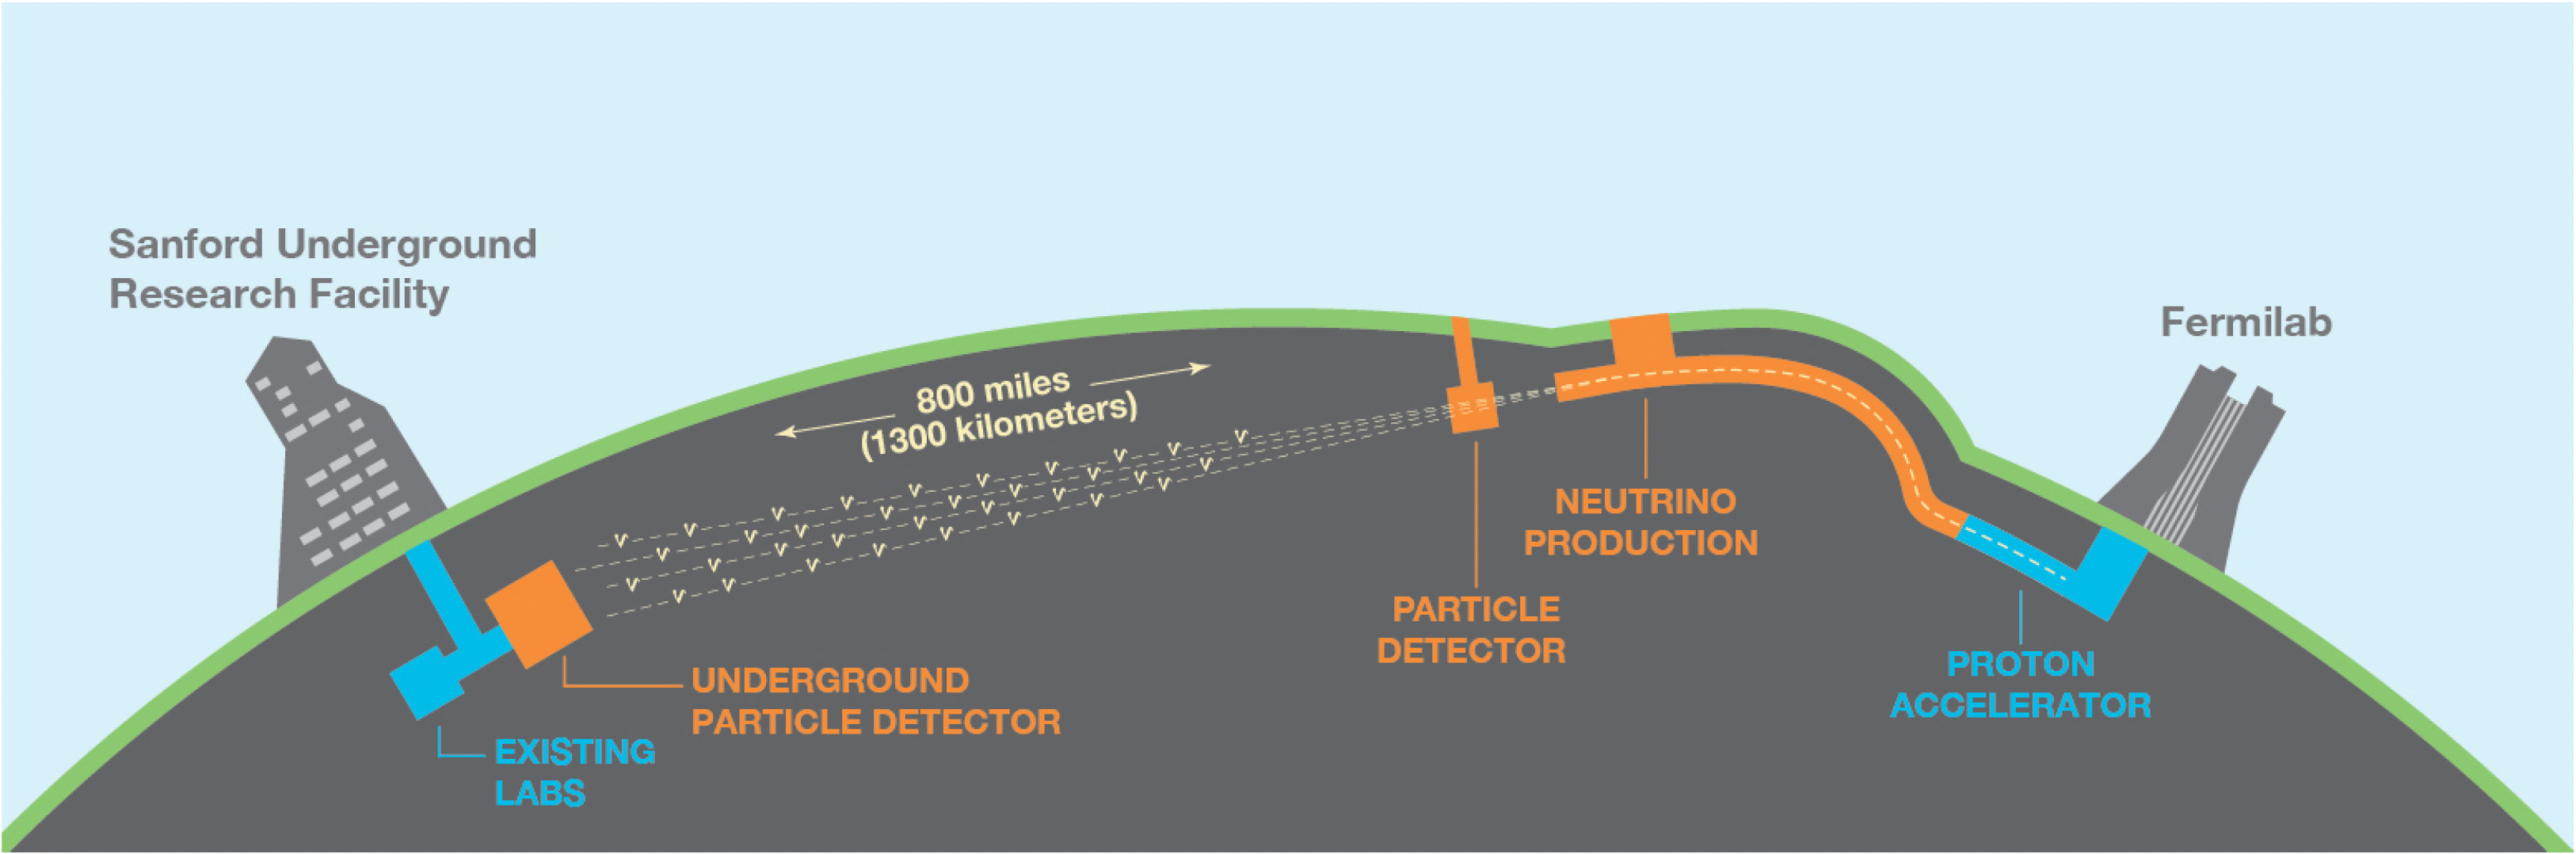 Sanford Underground
Research Facility
Fermilab
800 miles
(1300 kilometers)
NEUTRINO
PRODUCTION
PARTICLE
DETECTOR
PROTON
ACCELERATOR
UNDERGROUND
PARTICLE DETECTOR
EXISTING
LABS